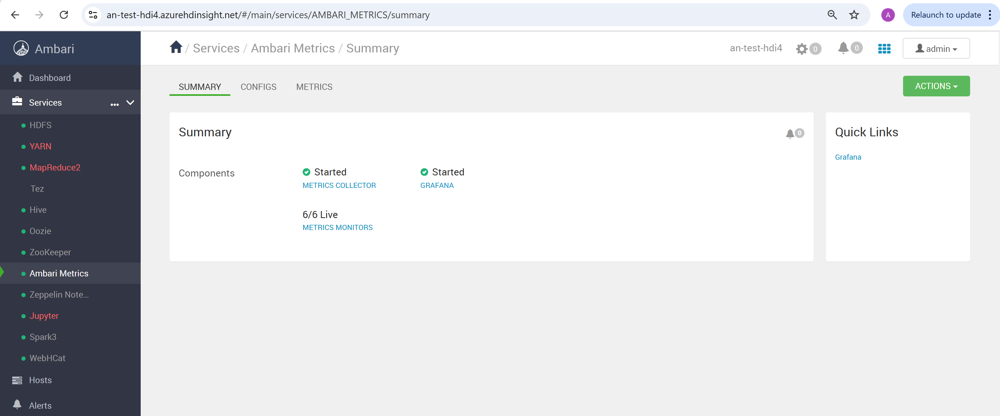 an-test-hdi4.azurehdinsight.net/#/main/services/AMBARI_METRICS/summary
A
Relaunch to update
Ambari
/ Services / Ambari Metrics / Summary
an-test-hdi4
0
0
admin
Dashboard
Services
...
HDFS
YARN
MapReduce2
Tez
Hive
Oozie
ZooKeeper
Ambari Metrics
Zeppelin Note...
Jupyter
Spark3
WebHCat
Hosts
Alerts
SUMMARY
CONFIGS
METRICS
ACTIONS
Summary
0
Components
Started
METRICS COLLECTOR
Started
GRAFANA
6/6 Live
METRICS MONITORS
Quick Links
Grafana